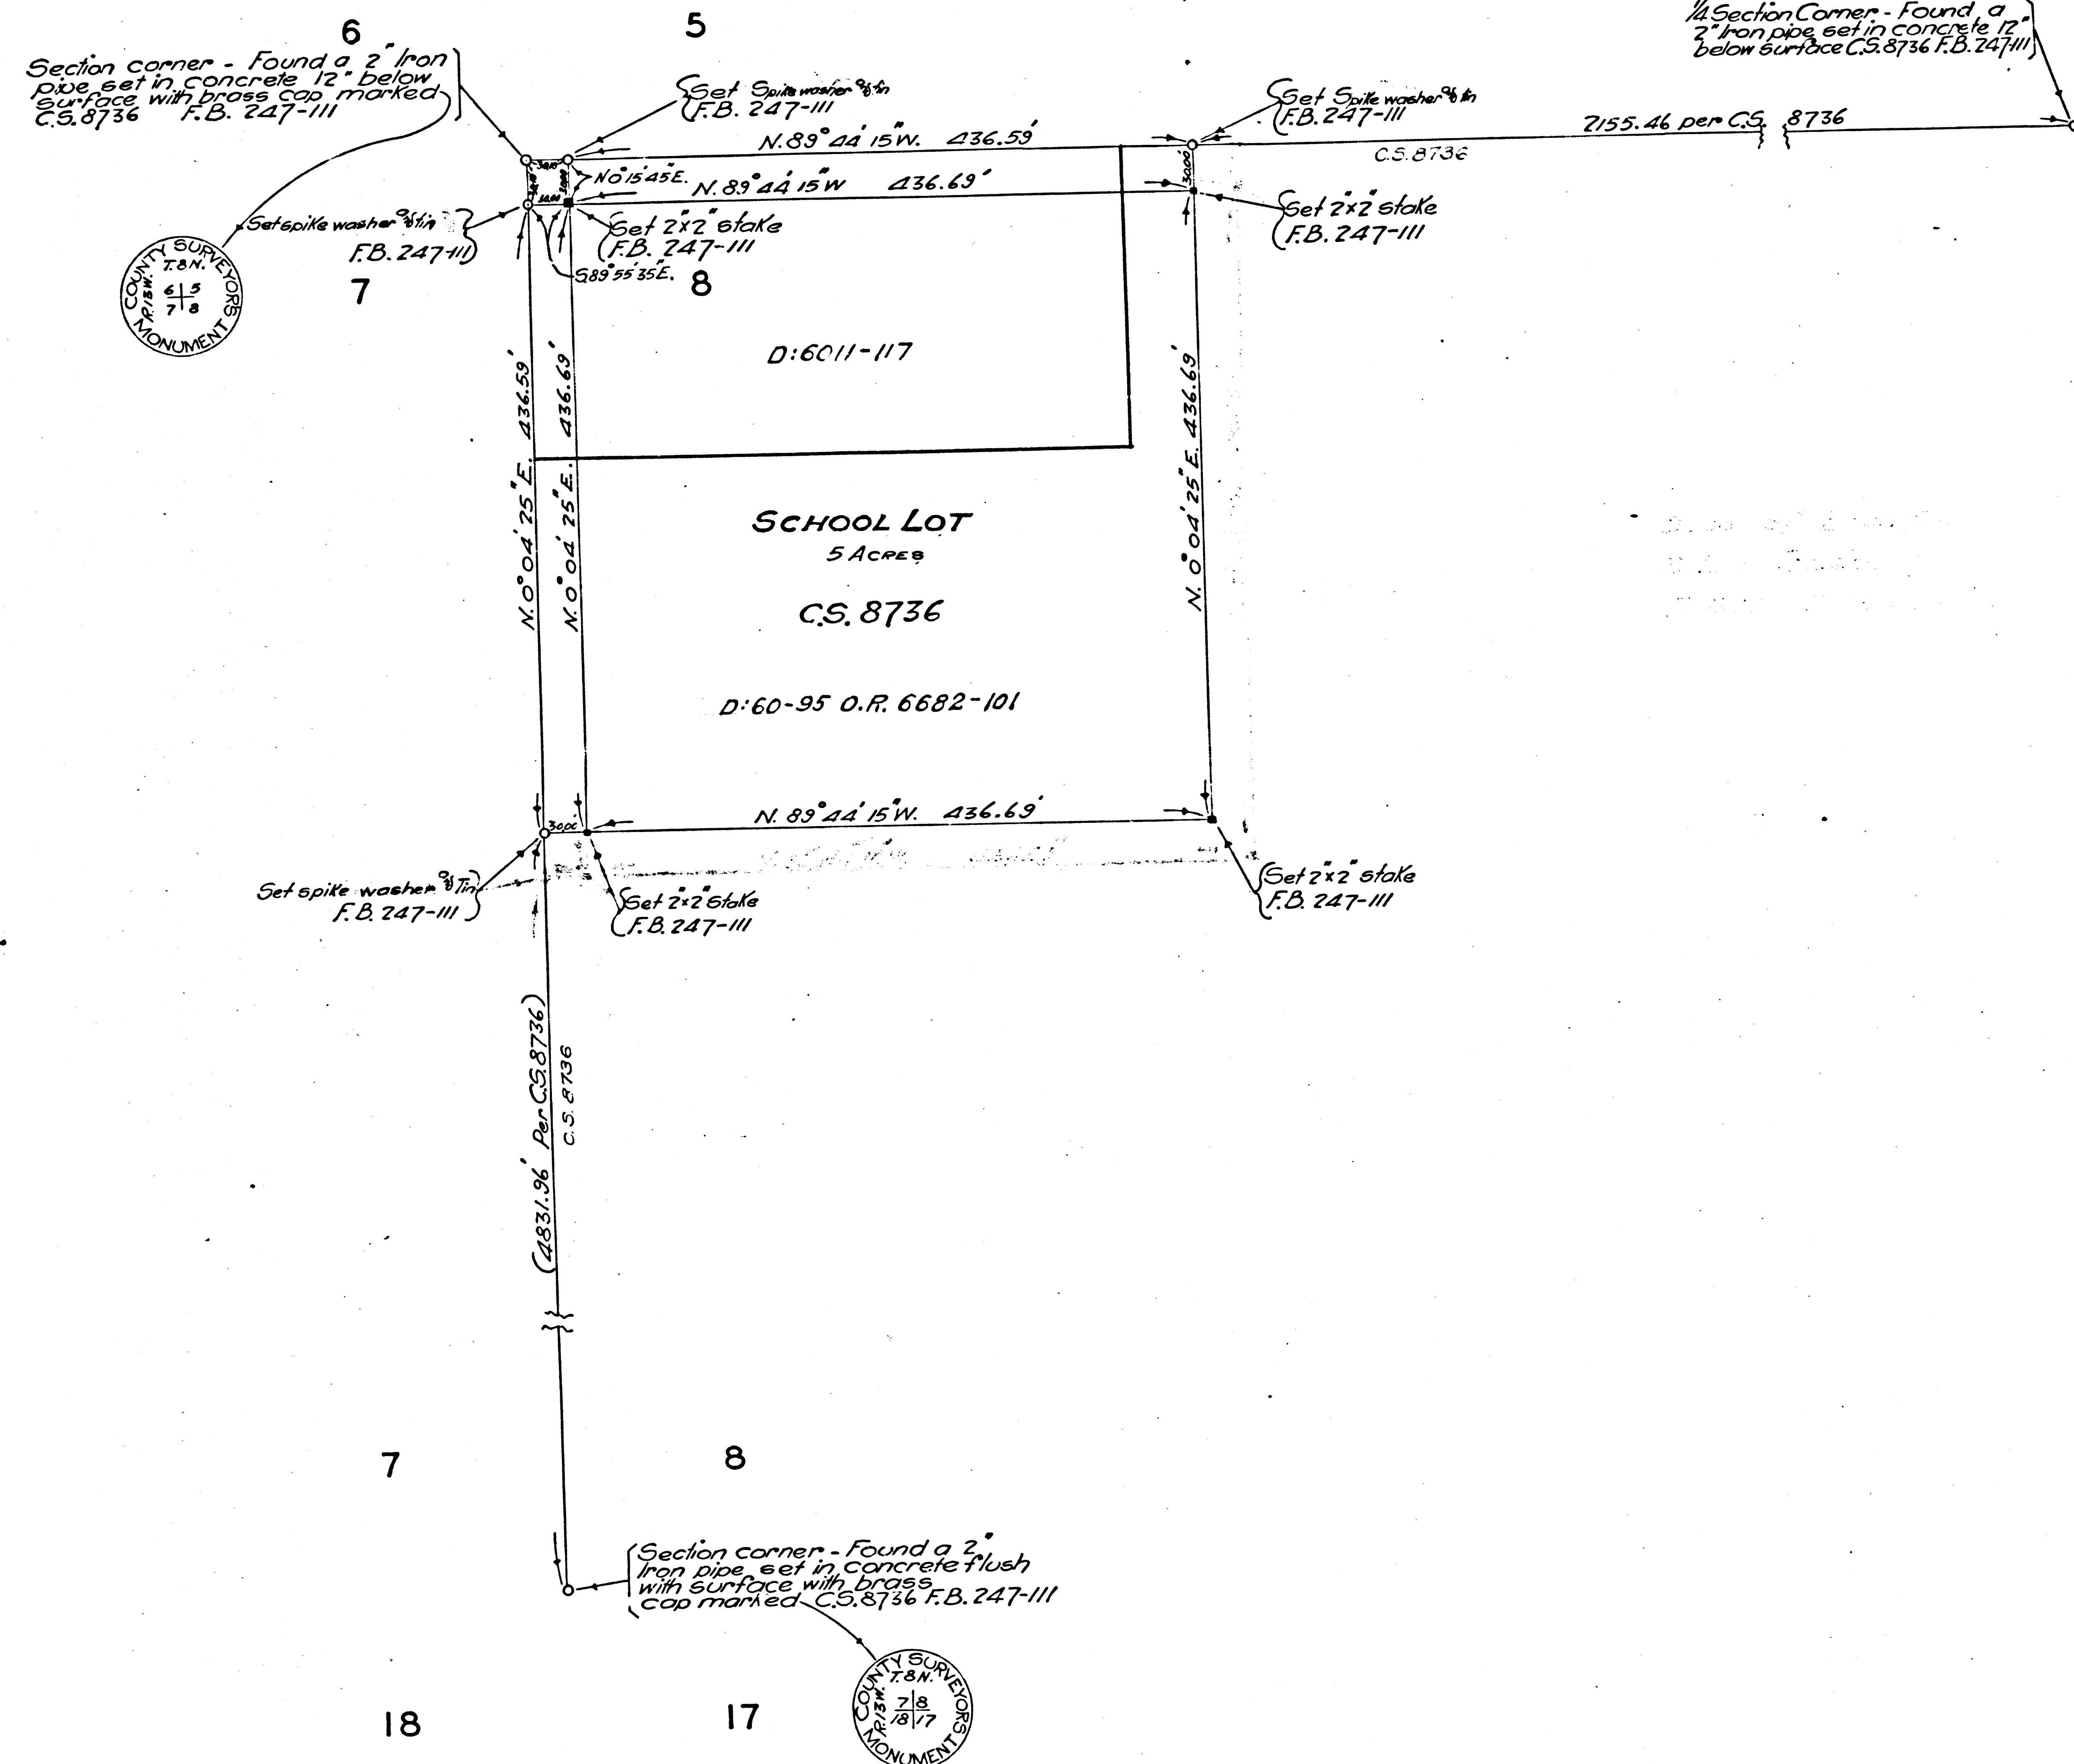 6
5
Section corner - Found a 2" Iron
pipe set in concrete 12" below
surface with brass cap marked
C.S. 8736 F.B. 247-111
1/4 Section Corner - Found a
2" Iron pipe set in concrete 12"
below surface C.S. 8736 F.B. 247-111
Set Spike washer & tin
F.B. 247-111
Set Spike washer & tin
F.B. 247-111
N. 89° 44' 15" W. 436.59'
2155.46 per C.S. 8736
C.S. 8736
30.00'
N 0° 15' 45" E.
N. 89° 44' 15" W 436.69'
30.00
30.00
Set spike washer & tin
F.B. 247-111
Set 2"x2" stake
F.B. 247-111
Set 2"x2" stake
F.B. 247-111
S 89° 55' 35" E.
COUNTY SURVEYORS
T. 8 N.
R. 13 W.
6 5
7 8
MONUMENT
7
8
D:6011-117
N. 0° 04' 25" E. 436.59'
N. 0° 04' 25" E. 436.69'
N. 0° 04' 25" E. 436.69'
SCHOOL LOT
5 ACRES
C.S. 8736
D:60-95 O.R. 6682-101
N. 89° 44' 15" W. 436.69'
30.00'
Set spike washer & Tin
F.B. 247-111
Set 2"x2" stake
F.B. 247-111
Set 2"x2" stake
F.B. 247-111
(4831.96' Per C.S. 8736)
C.S. 8736
7
8
Section corner - Found a 2"
Iron pipe set in concrete flush
with surface with brass
cap marked C.S. 8736 F.B. 247-111
COUNTY SURVEYORS
T. 8 N.
R. 13 W.
7 8
18 17
MONUMENT
18
17